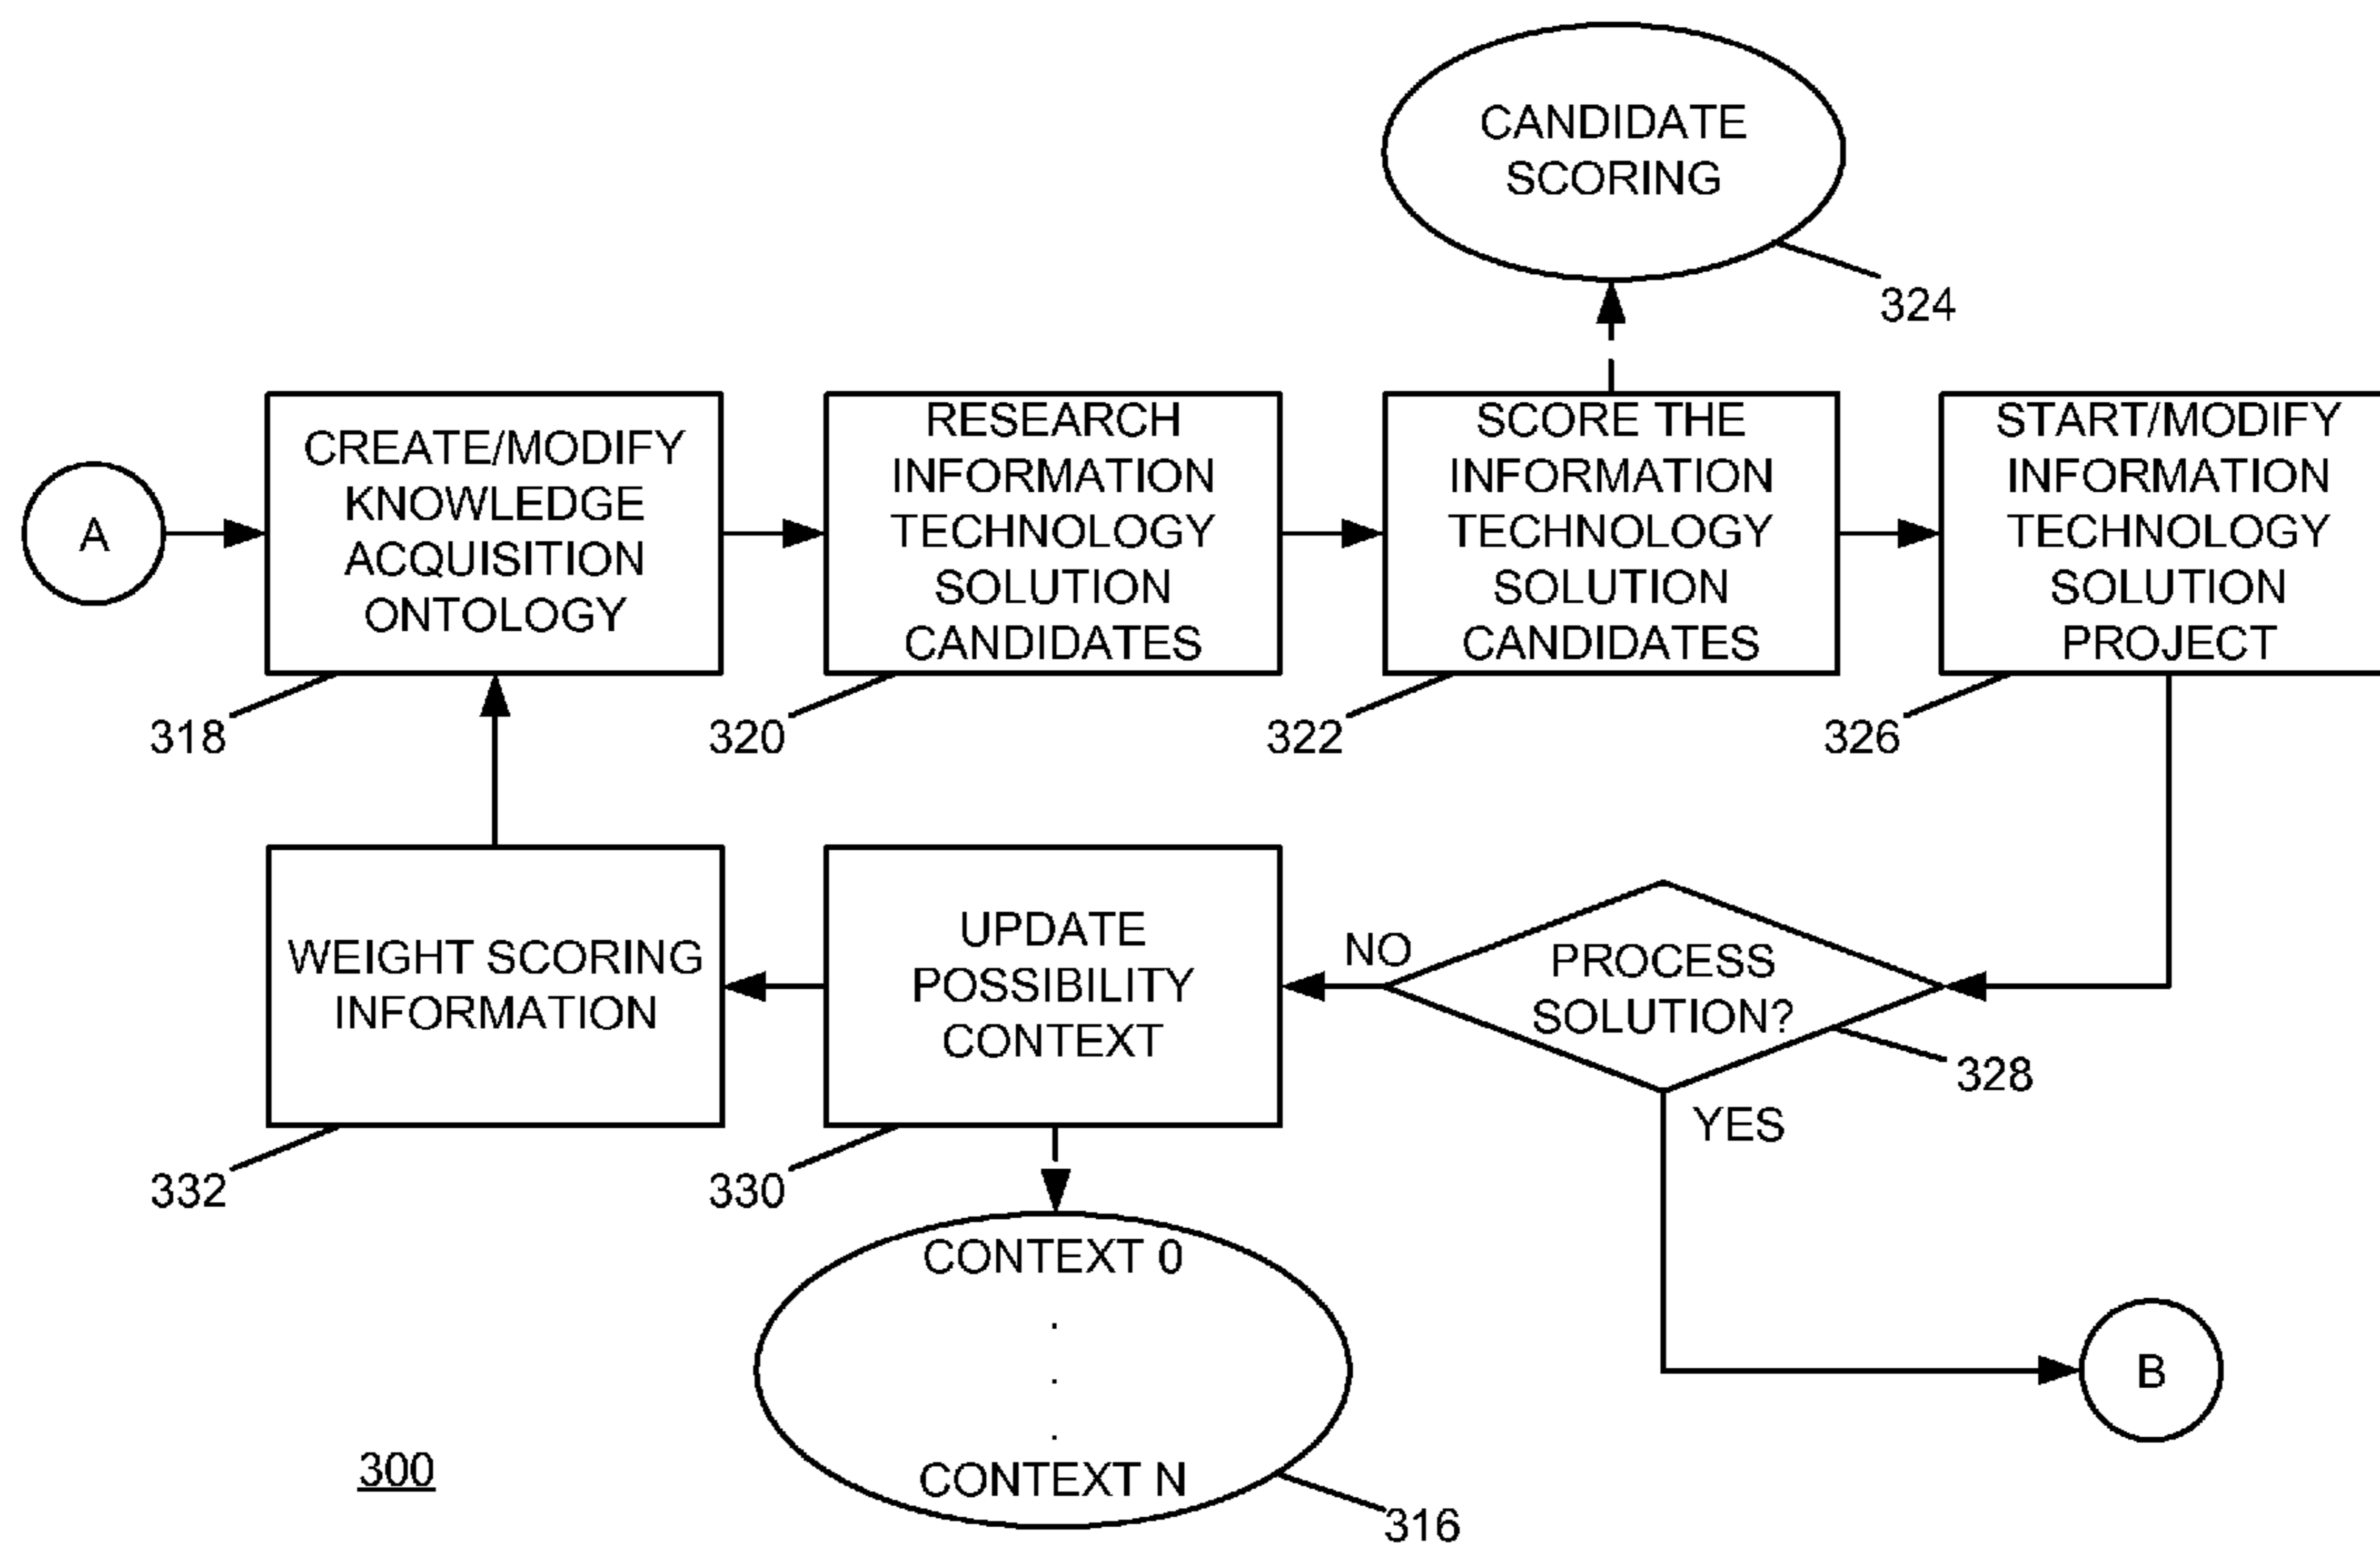 CANDIDATE
SCORING
324
A
CREATE/MODIFY
KNOWLEDGE
ACQUISITION
ONTOLOGY
318
RESEARCH
INFORMATION
TECHNOLOGY
SOLUTION
CANDIDATES
320
SCORE THE
INFORMATION
TECHNOLOGY
SOLUTION
CANDIDATES
322
START/MODIFY
INFORMATION
TECHNOLOGY
SOLUTION
PROJECT
326
WEIGHT SCORING
INFORMATION
332
UPDATE
POSSIBILITY
CONTEXT
330
NO
PROCESS
SOLUTION?
328
YES
CONTEXT 0
.
.
.
CONTEXT N
316
B
300